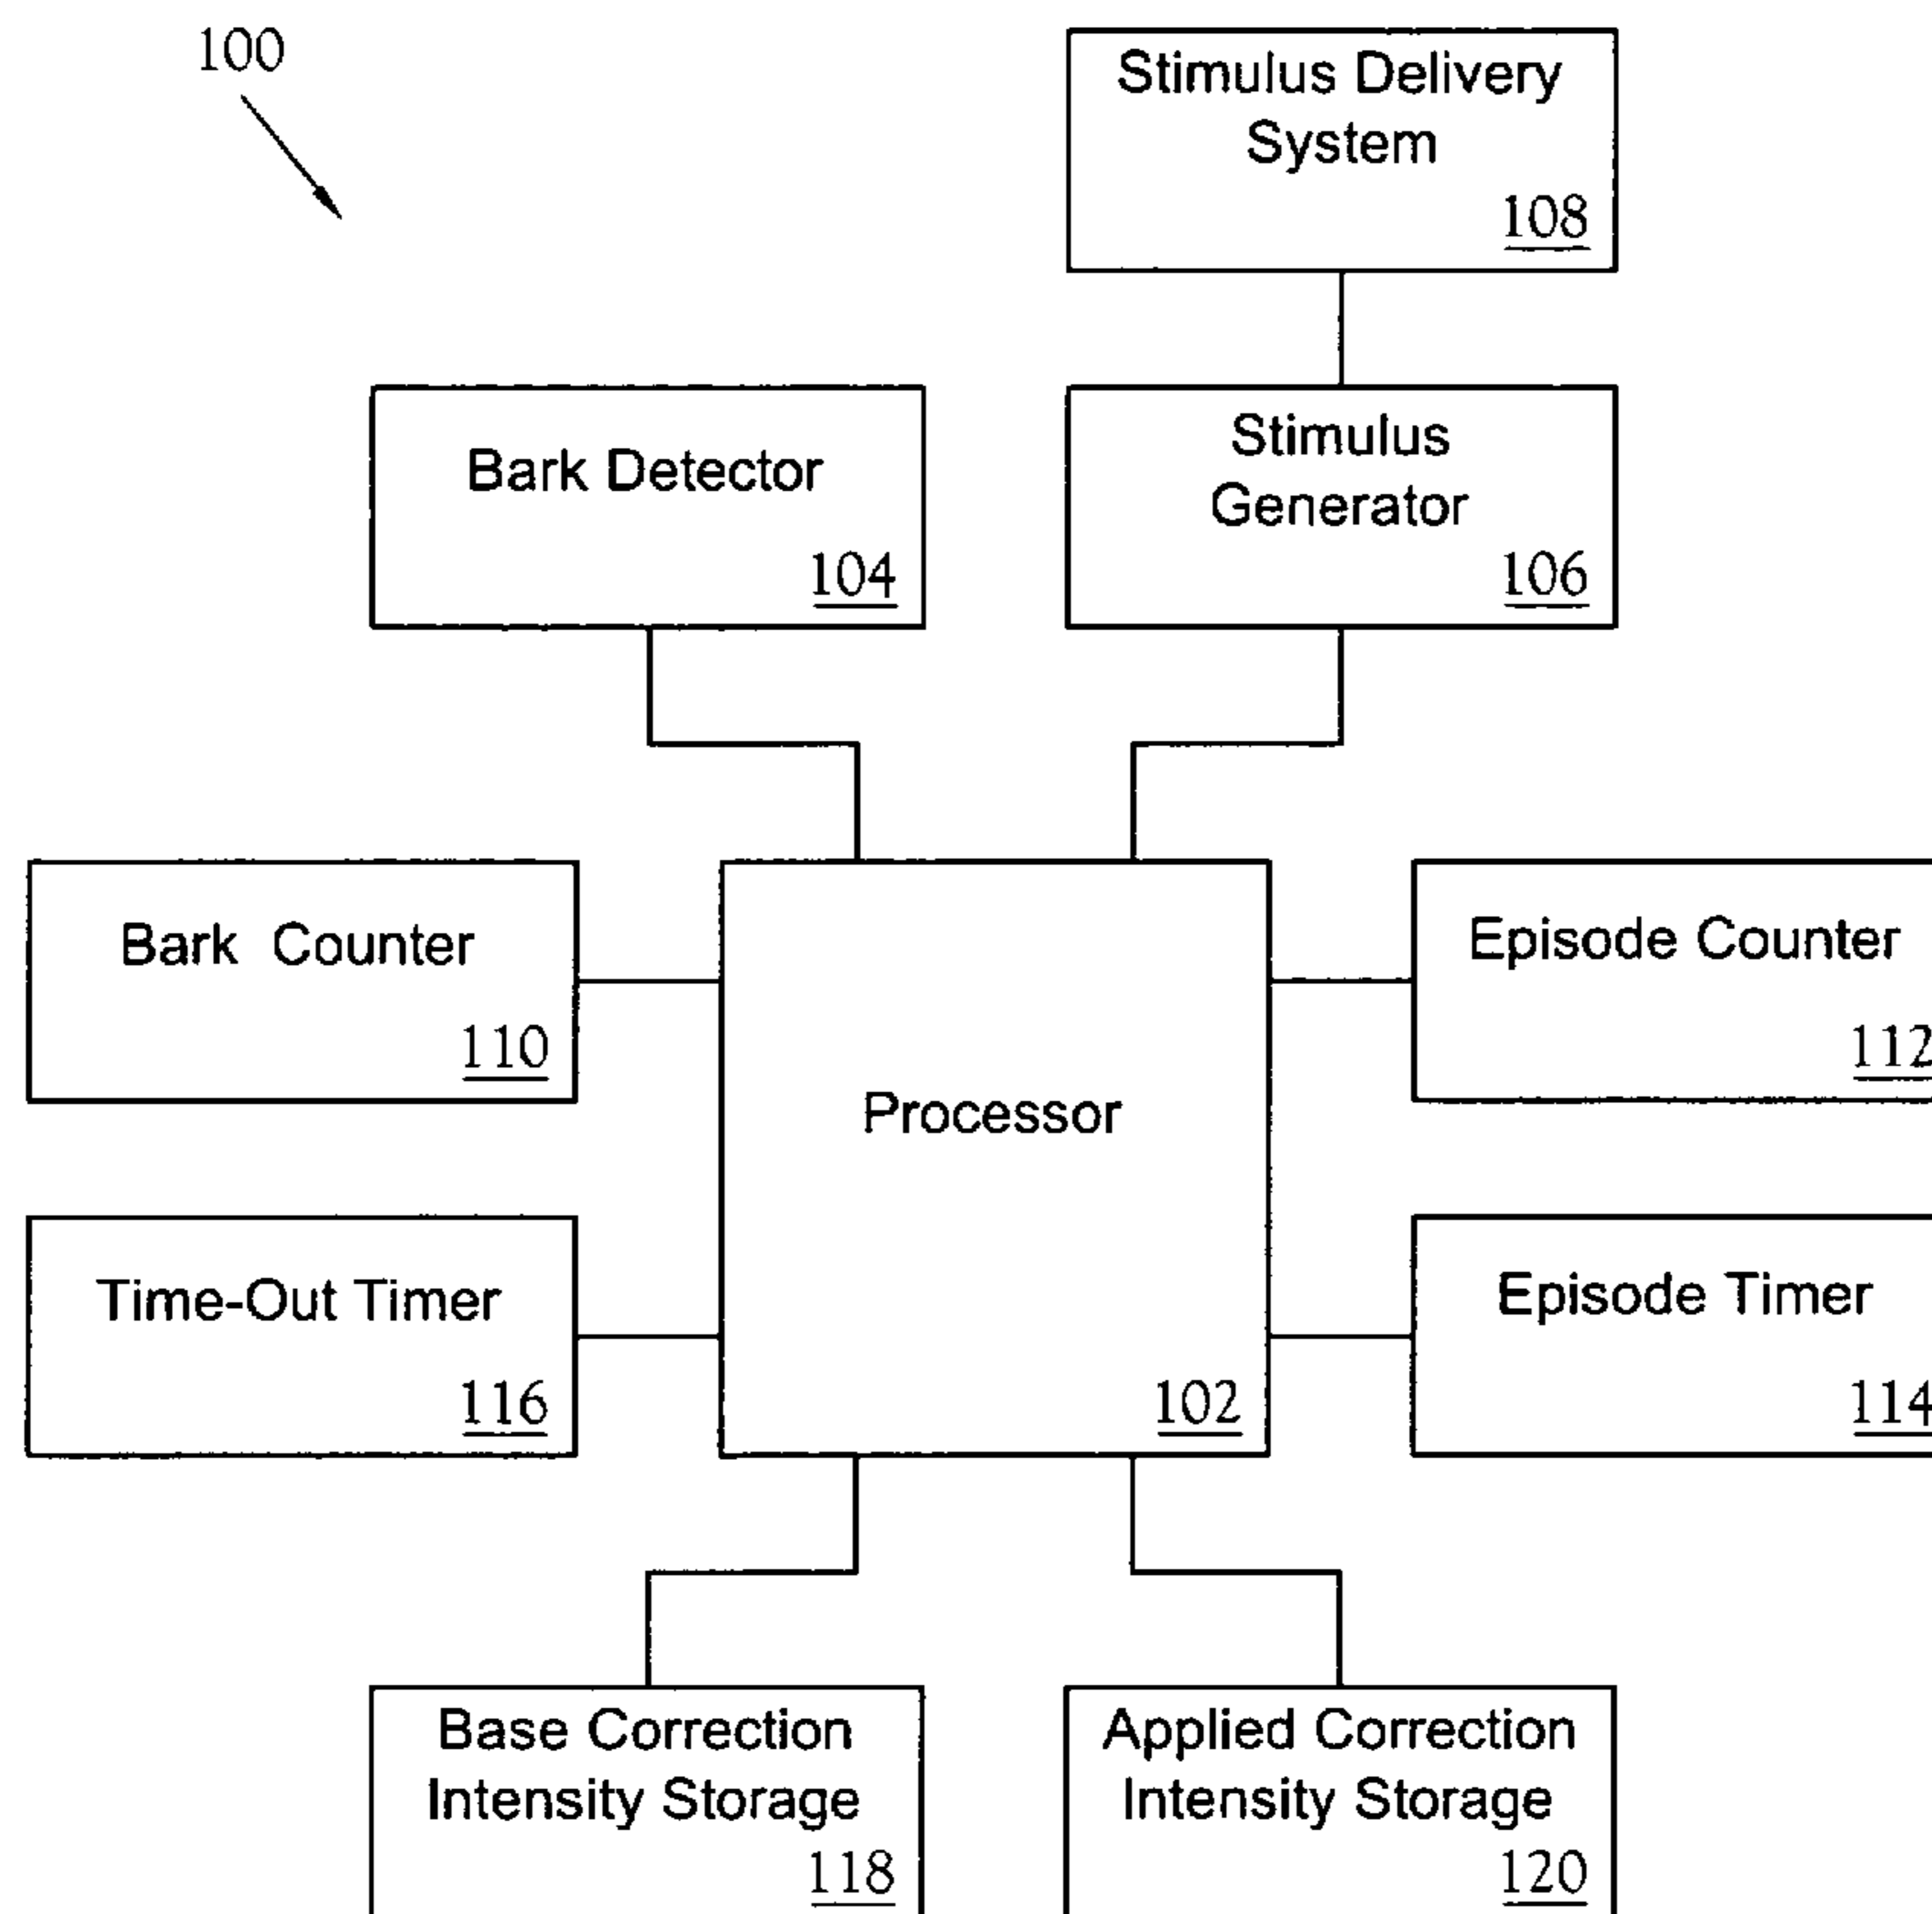 100
Stimulus Delivery
System
108
Bark Detector
104
Stimulus
Generator
106
Bark Counter
110
Processor
102
Episode Counter
112
Time-Out Timer
116
Episode Timer
114
Base Correction
Intensity Storage
118
Applied Correction
Intensity Storage
120